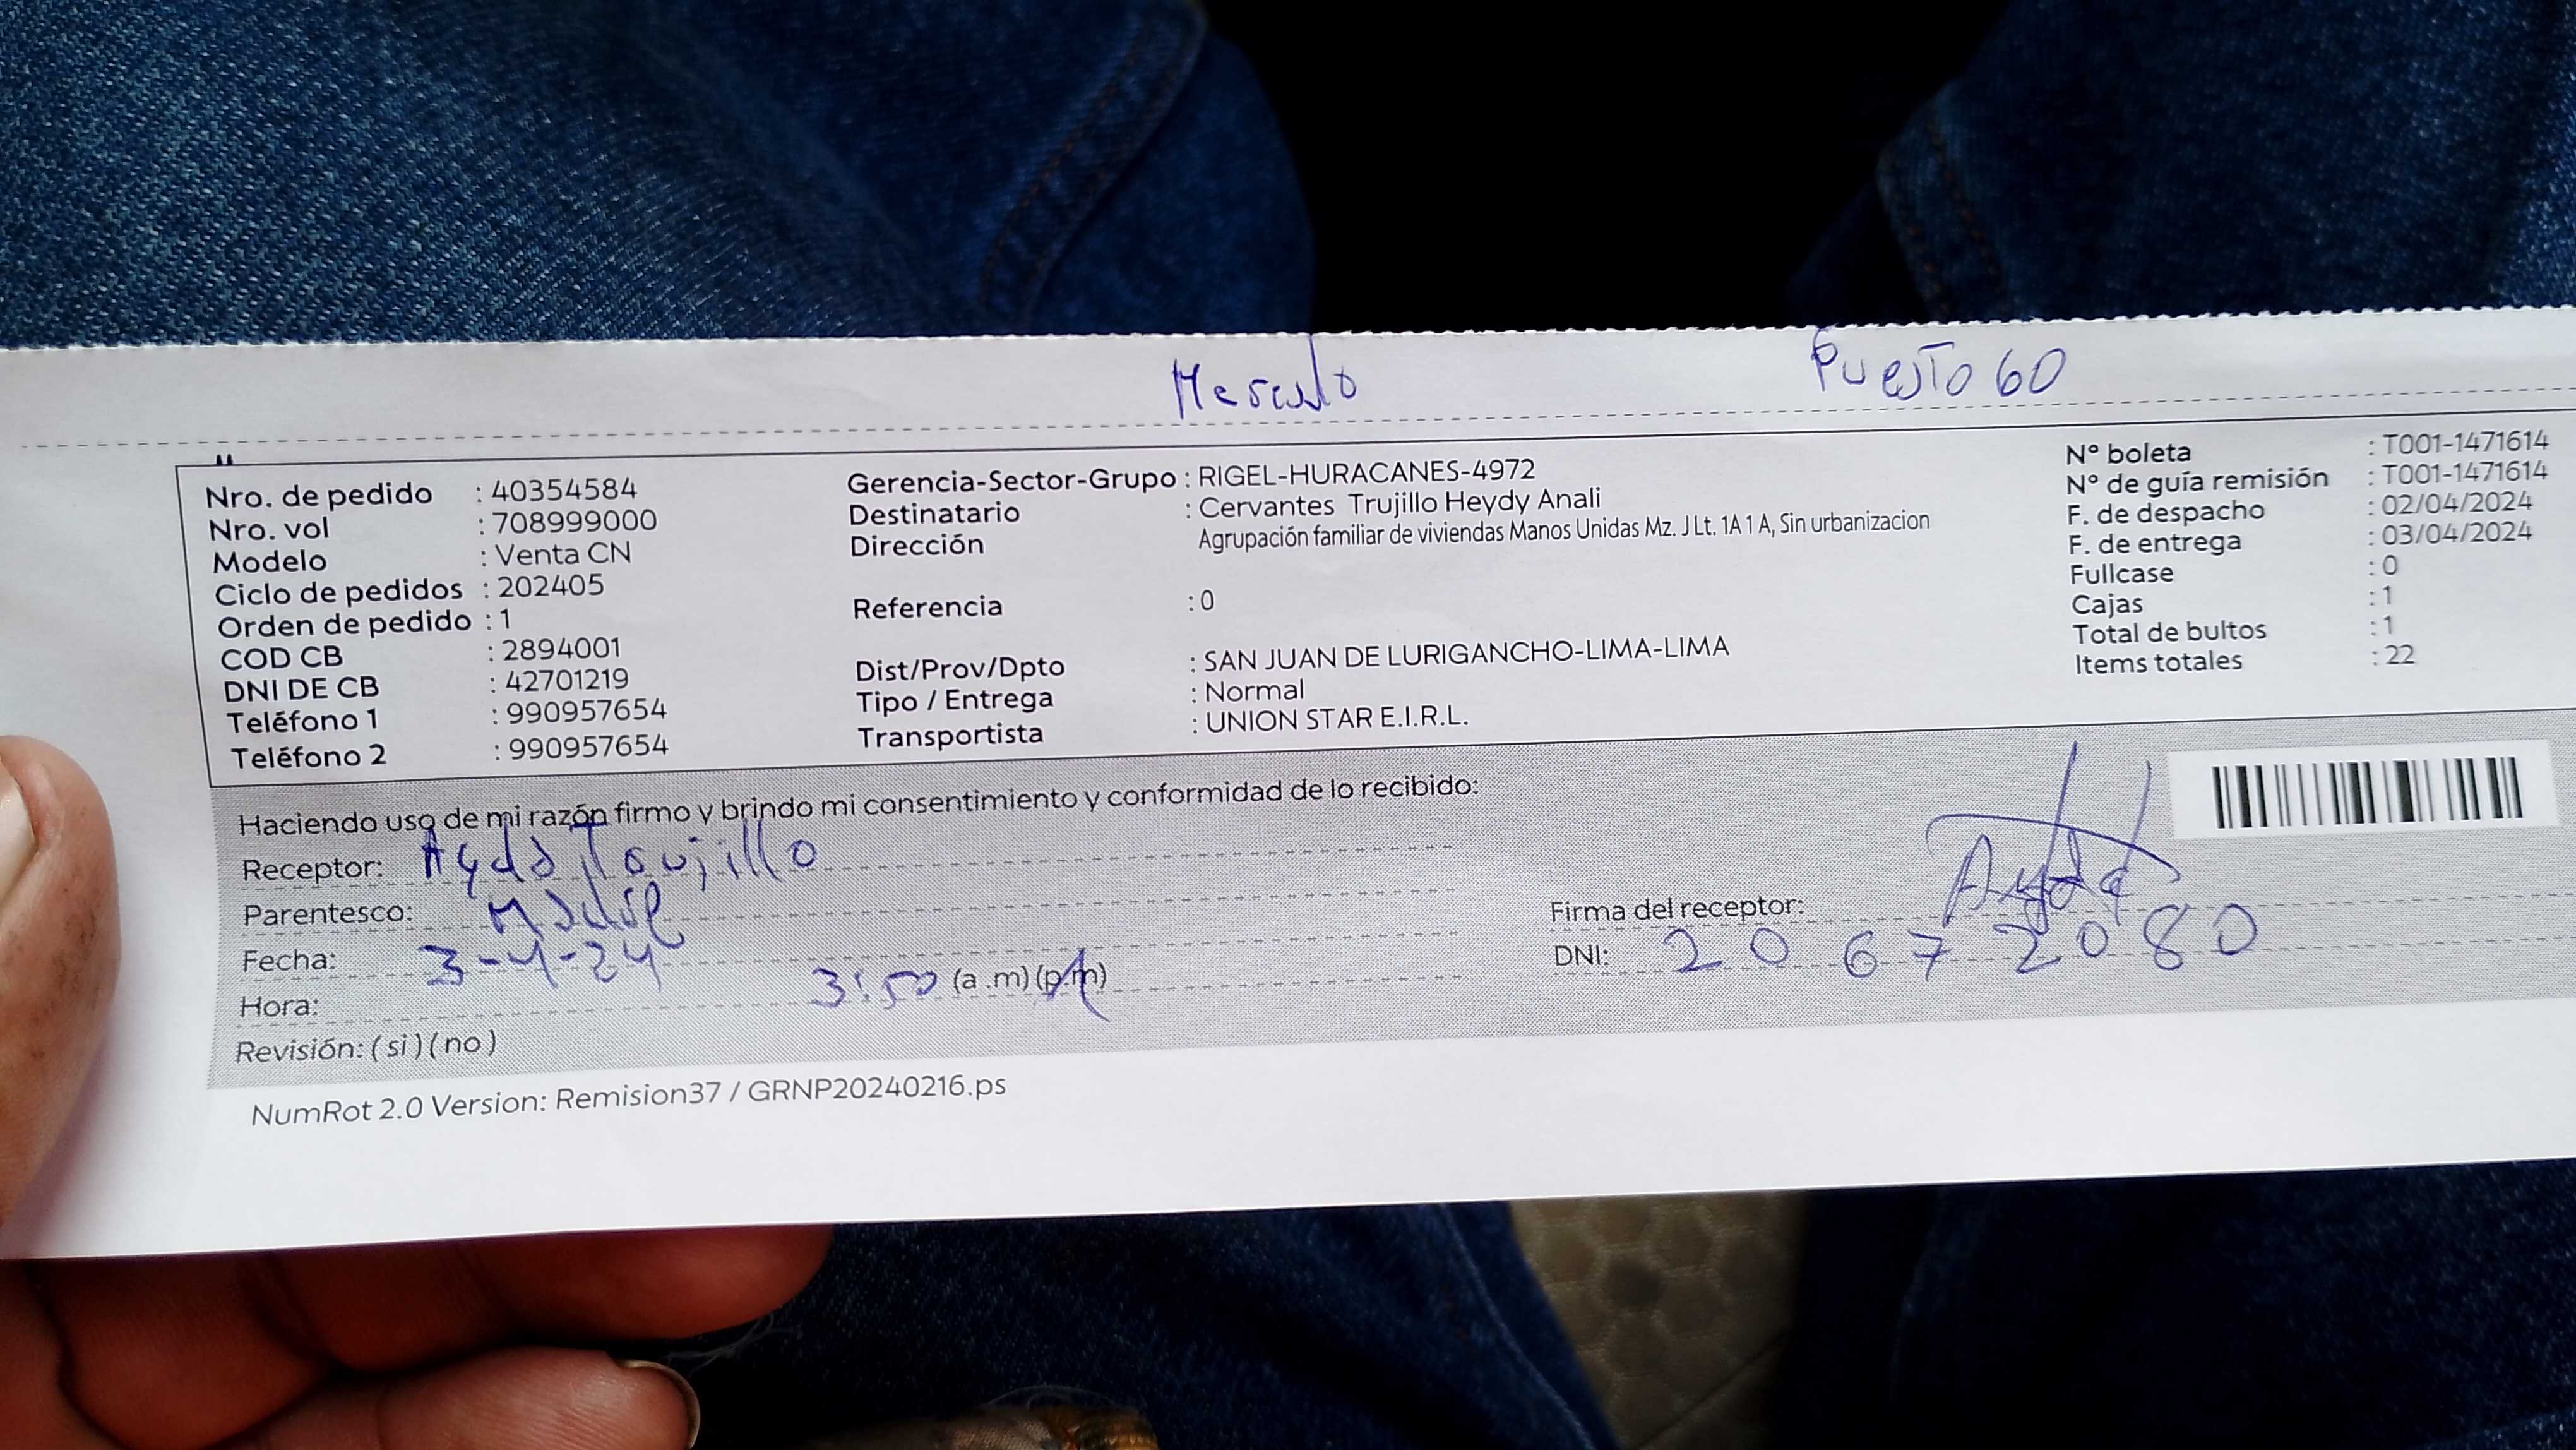 Mercado Puesto 60
Nro. de pedido : 40354584
Nro. vol : 708999000
Modelo : Venta CN
Ciclo de pedidos : 202405
Orden de pedido : 1
COD CB : 2894001
DNI DE CB : 42701219
Teléfono 1 : 990957654
Teléfono 2 : 990957654
Gerencia-Sector-Grupo : RIGEL-HURACANES-4972
Destinatario : Cervantes Trujillo Heydy Anali
Dirección Agrupación familiar de viviendas Manos Unidas Mz. J Lt. 1A 1 A, Sin urbanizacion
Referencia : 0
Dist/Prov/Dpto : SAN JUAN DE LURIGANCHO-LIMA-LIMA
Tipo / Entrega : Normal
Transportista : UNION STAR E.I.R.L.
N° boleta : T001-1471614
N° de guía remisión : T001-1471614
F. de despacho : 02/04/2024
F. de entrega : 03/04/2024
Fullcase : 0
Cajas : 1
Total de bultos : 1
Items totales : 22
Haciendo uso de mi razón firmo y brindo mi consentimiento y conformidad de lo recibido:
Receptor: Ayda Trujillo
Parentesco: Madre
Fecha: 3-4-24
Hora: 3:50 (a.m) (p.m)
Revisión: (si) (no)
Firma del receptor: Ayda
DNI: 20672080
NumRot 2.0 Version: Remision37 / GRNP20240216.ps